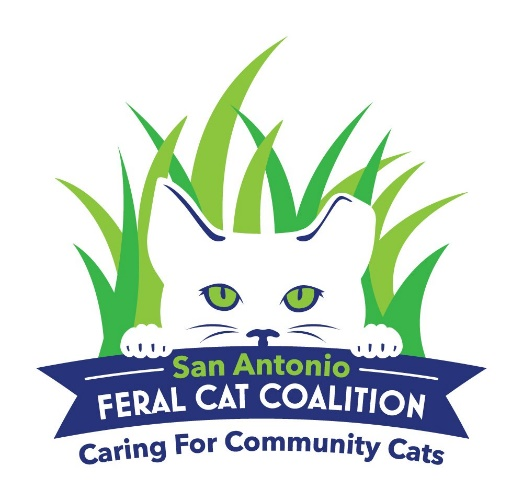 San Antonio
FERAL CAT COALITION
Caring For Community Cats